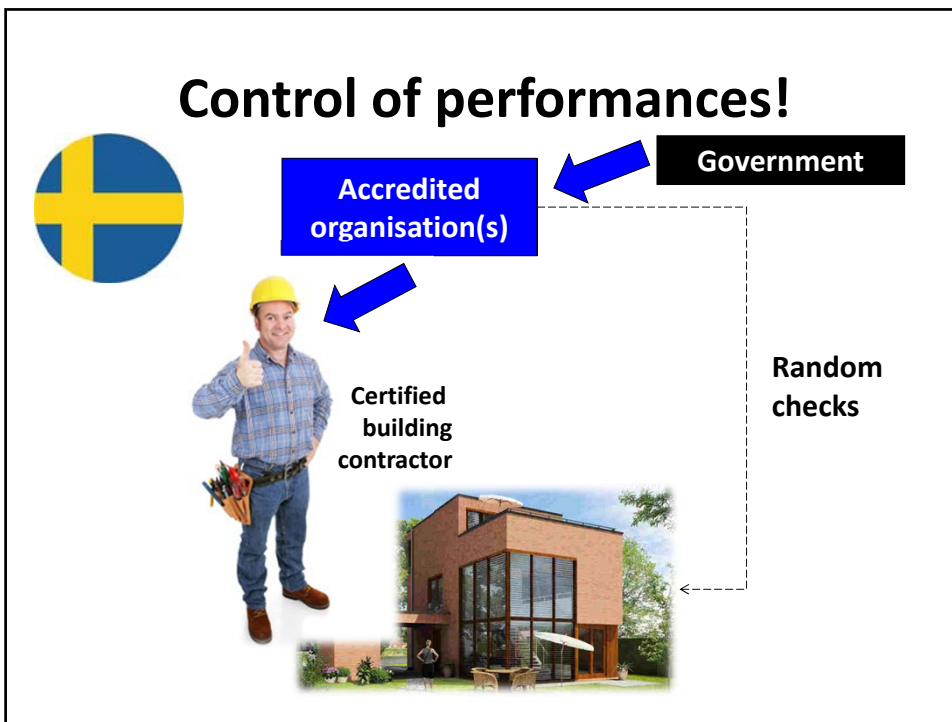 Control of performances!
Government
Accredited
organisation(s)
Certified
building
contractor
Random
checks